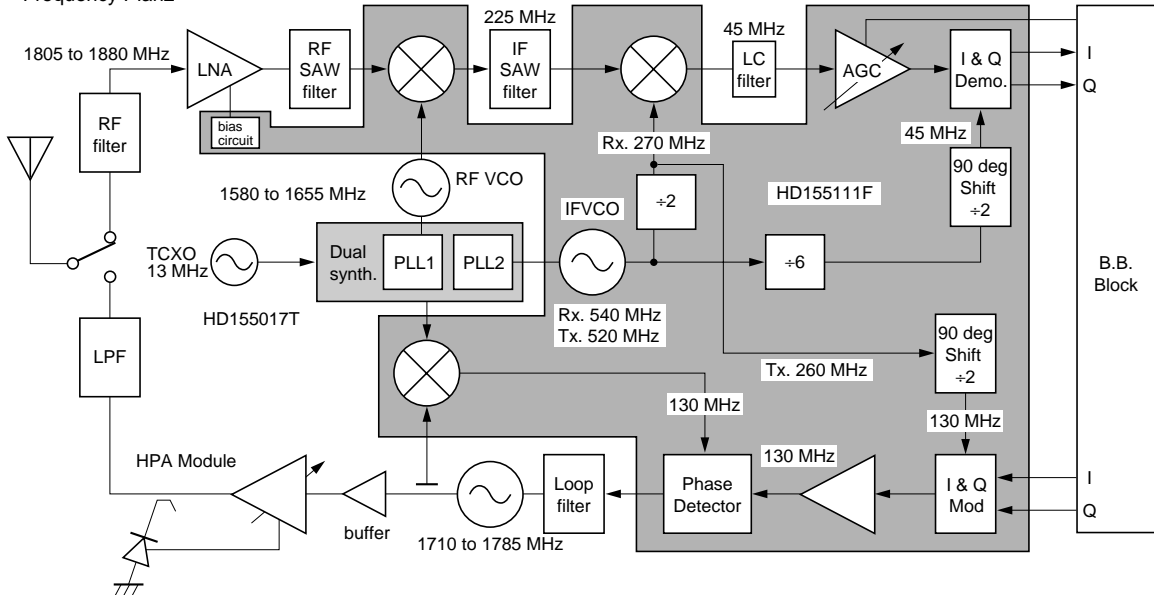 225 MHz
45 MHz
1805 to 1880 MHz
LNA
RF
SAW
filter
IF
SAW
filter
LC
filter
AGC
I & Q
Demo.
I
Q
bias
circuit
RF
filter
Rx. 270 MHz
45 MHz
1580 to 1655 MHz
RF VCO
IFVCO
÷2
HD155111F
90 deg
Shift
÷2
TCXO
13 MHz
Dual
synth.
PLL1
PLL2
÷6
B.B.
Block
HD155017T
Rx. 540 MHz
Tx. 520 MHz
LPF
Tx. 260 MHz
90 deg
Shift
÷2
130 MHz
130 MHz
HPA Module
130 MHz
buffer
Loop
filter
Phase
Detector
I & Q
Mod
I
Q
1710 to 1785 MHz